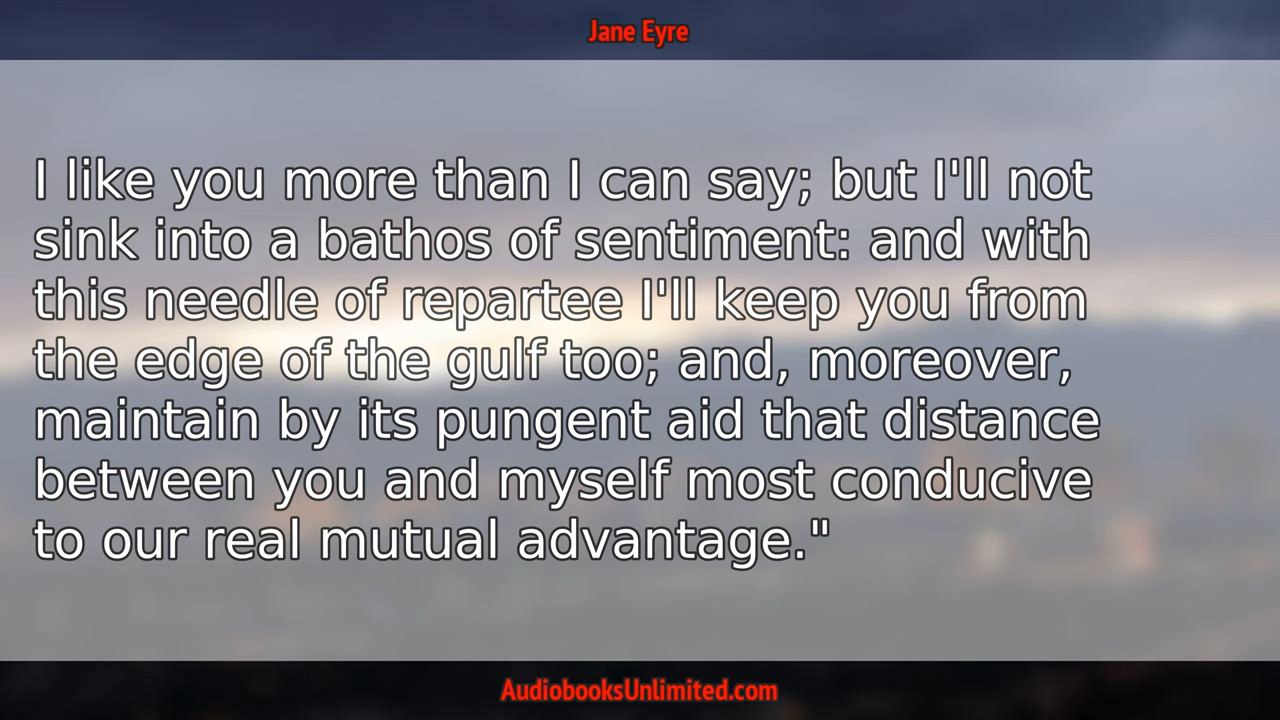 Jane Eyre
I like you more than I can say; but I'll not
sink into a bathos of sentiment: and with
this needle of repartee I'll keep you from
the edge of the gulf too; and, moreover,
maintain by its pungent aid that distance
between you and myself most conducive
to our real mutual advantage."
AudiobooksUnlimited.com